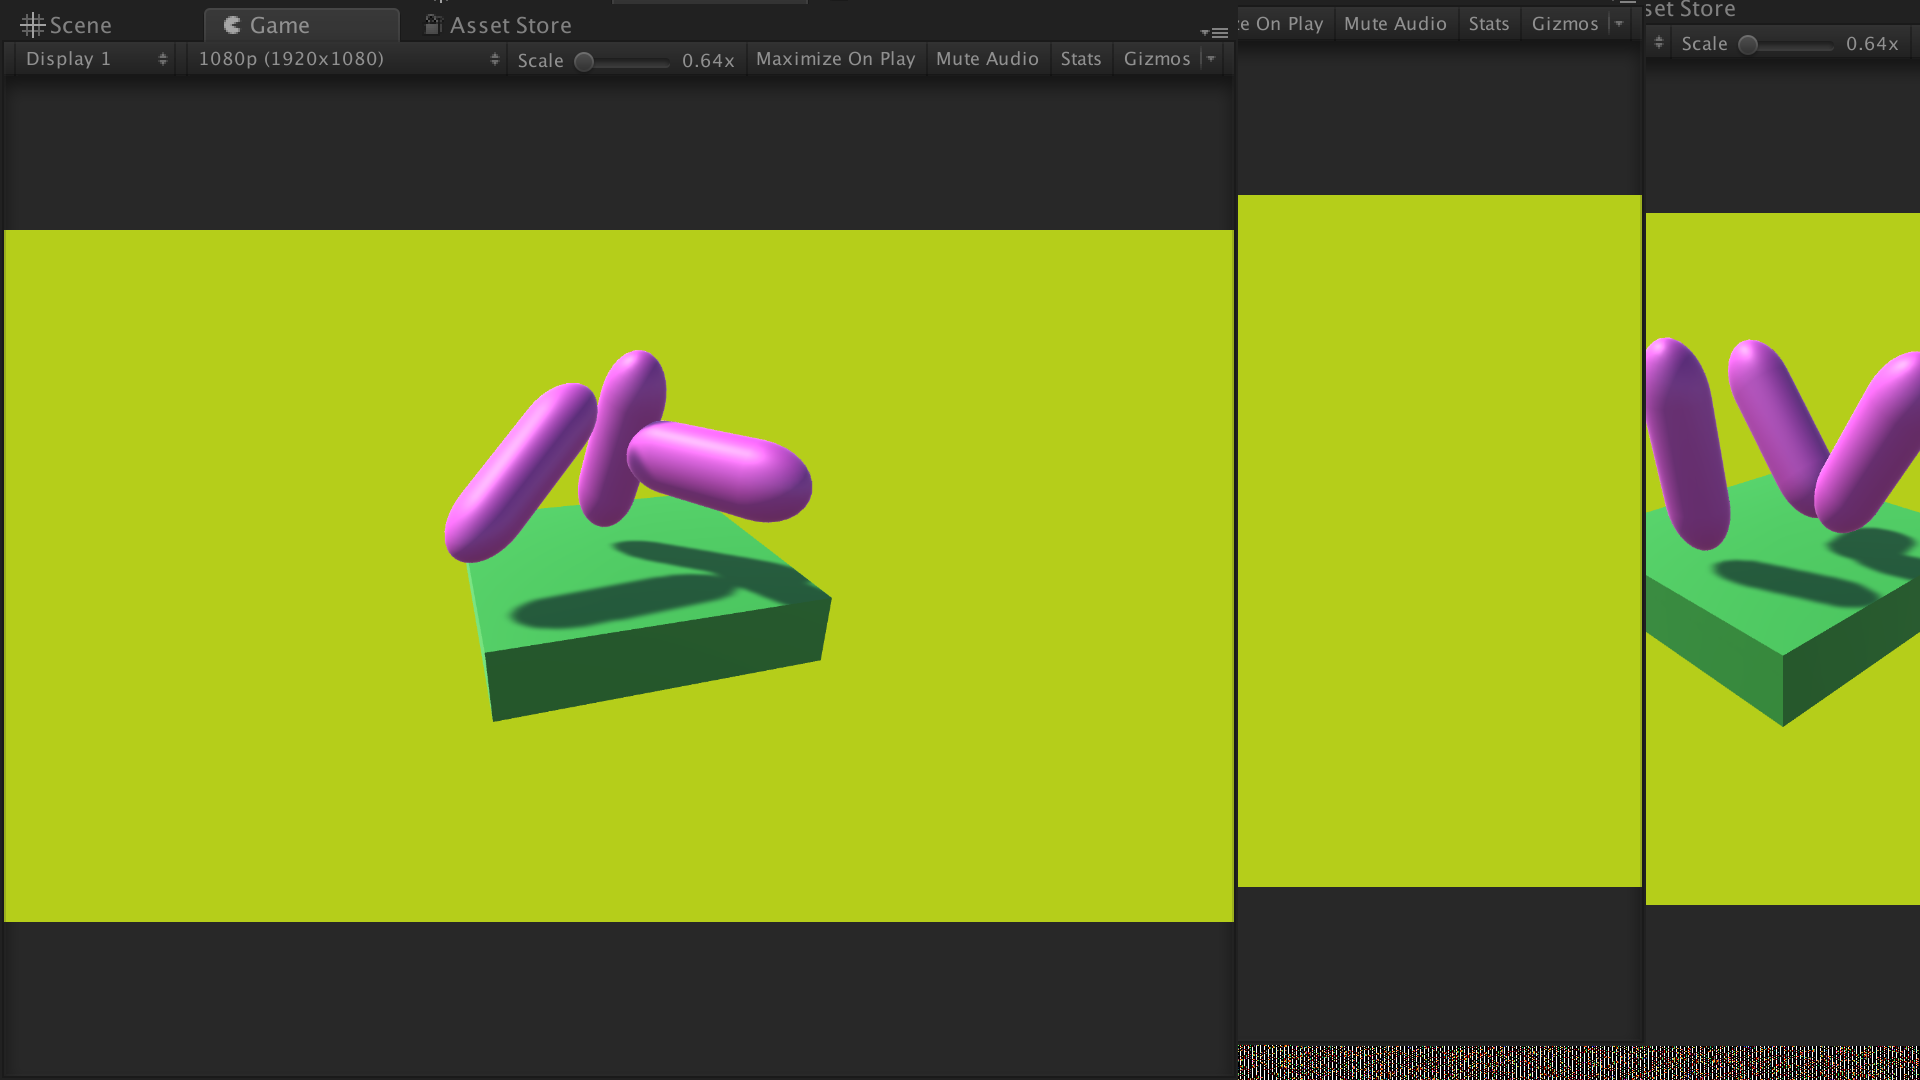 Scene Game Asset Store
Display 1 1080p (1920x1080) Scale 0.64x Maximize On Play Mute Audio Stats Gizmos
On Play Mute Audio Stats Gizmos
Store
Scale 0.64x